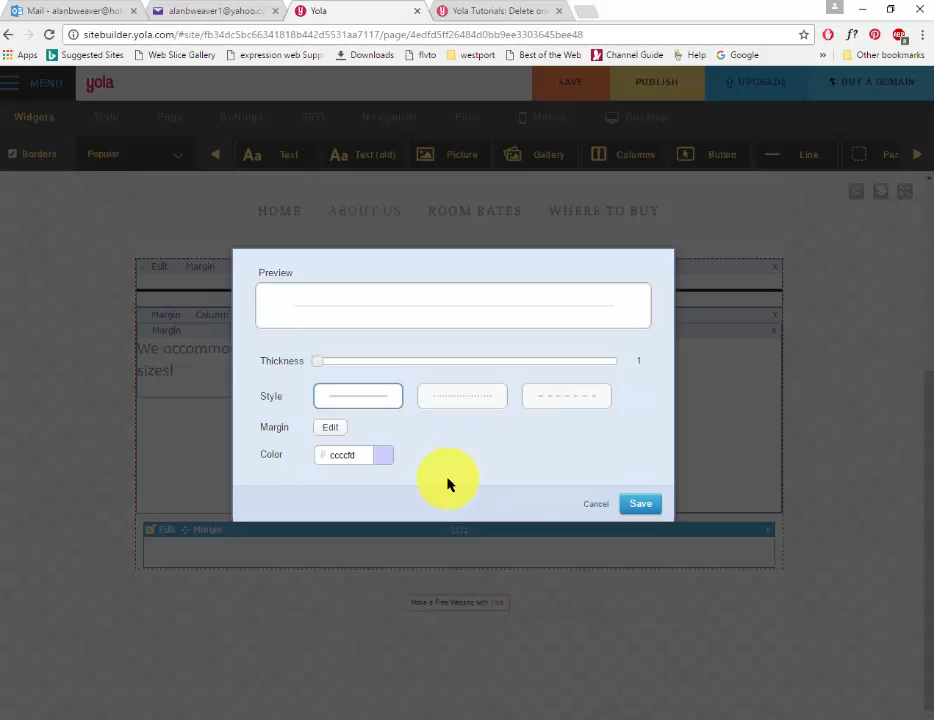 Mail - alanbweaver@hot
alanbweaver1@yahoo.co
Yola
Yola Tutorials: Delete or
sitebuilder.yola.com/#site/fb34dc5bc66341818b442d5531aa7117/page/4edfd5ff26484d0bb9ee3303645bee48
Apps
Suggested Sites
Web Slice Gallery
expression web Supp
Downloads
flvto
westport
Best of the Web
Channel Guide
Help
Google
»
Other bookmarks
MENU
yola
SAVE
PUBLISH
UPGRADE
BUY A DOMAIN
Widgets
Style
Page
Settings
SEO
Navigation
Files
Mobile
Desktop
Borders
Popular
Aa Text
Aa Text (old)
Picture
Gallery
Columns
Button
Line
Pan
HOME
ABOUT US
ROOM RATES
WHERE TO BUY
Edit
Margin
x
Margin
Column
x
Margin
x
We accommo
sizes!
Preview
Thickness
1
Style
Margin
Edit
Color
# ccccfd
Cancel
Save
Edit
Margin
x
Make a Free Website with Yola.